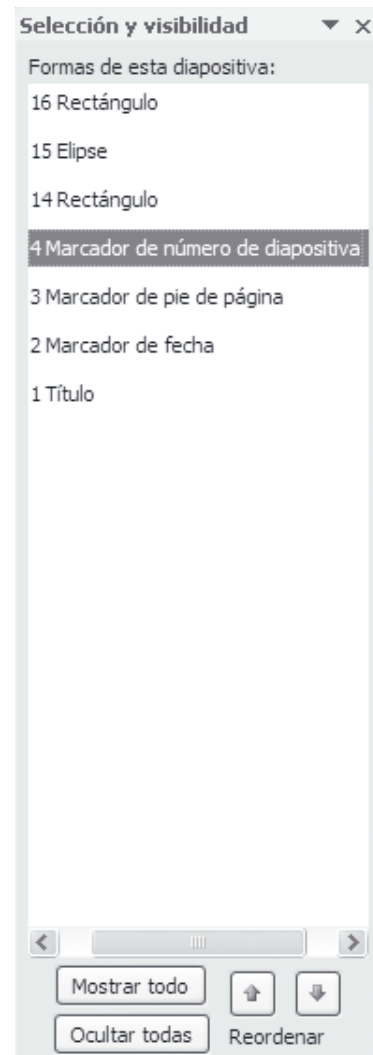 Selección y visibilidad
Formas de esta diapositiva:
16 Rectángulo
15 Elipse
14 Rectángulo
4 Marcador de número de diapositiva
3 Marcador de pie de página
2 Marcador de fecha
1 Título
Mostrar todo
Ocultar todas
Reordenar